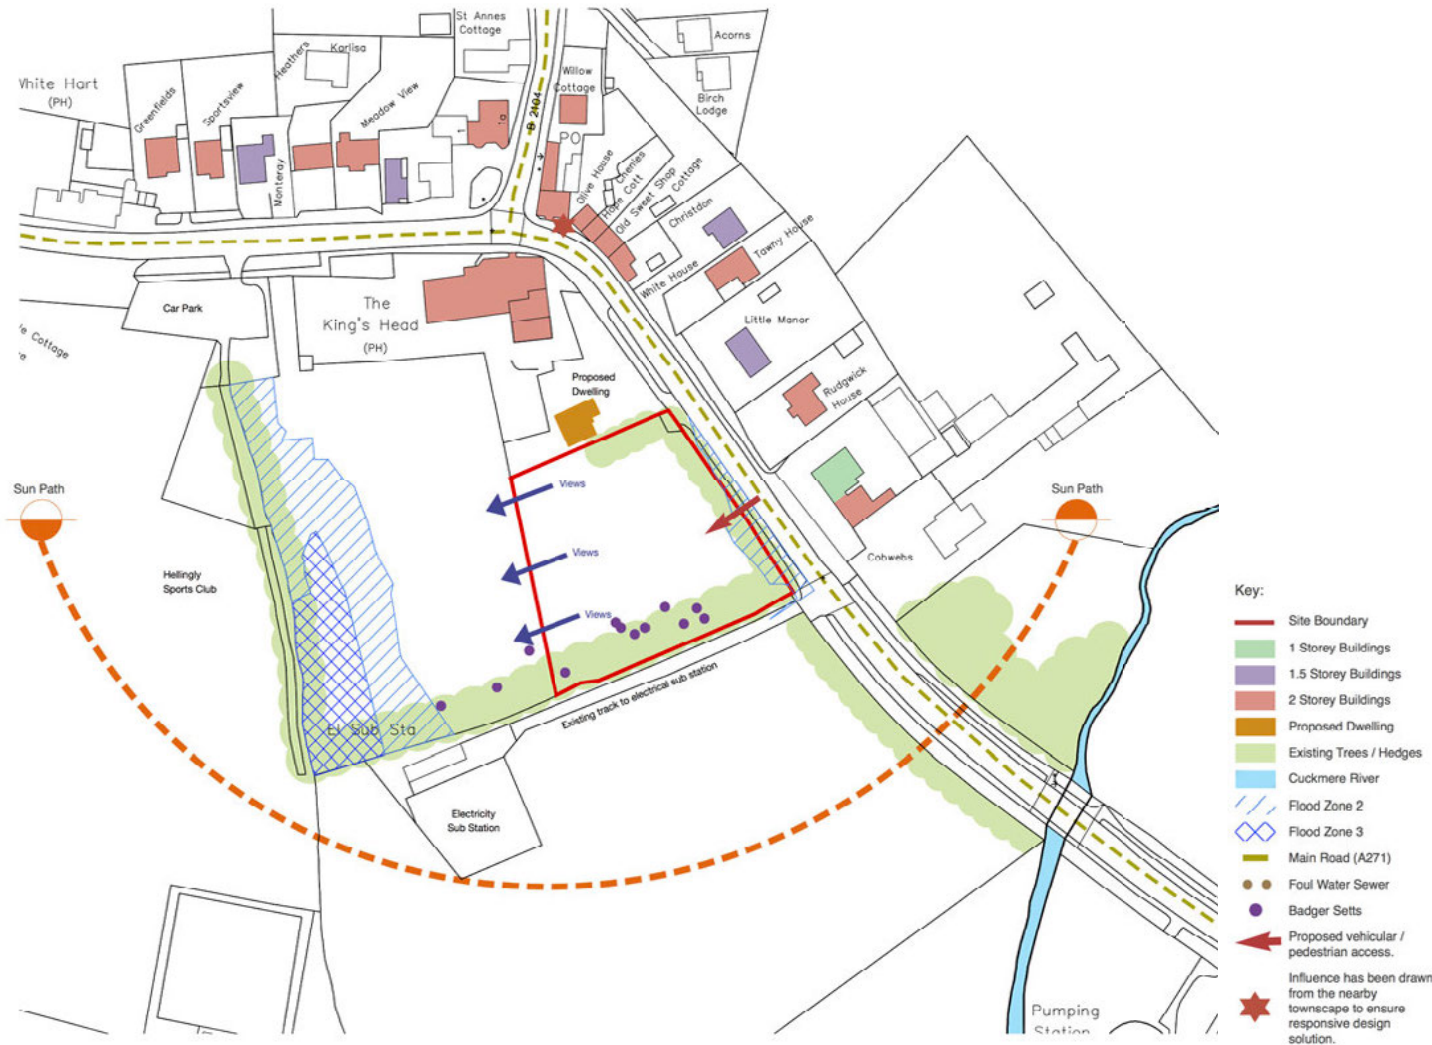 St Annes
Cottage
Karlisa
Heathers
Acorns
White Hart
(PH)
Greenfields
Sportsview
Meadow View
Monteray
1
1a
B 2104
Willow
Cottage
PO
Birch
Lodge
Olive House
Chenies
Cott
Hope
Old Sweet Shop
Cottage
Christdon
Tawny House
White House
Little Manor
Rudgwick
House
Car Park
The
King's Head
(PH)
le Cottage
Proposed
Dwelling
Views
Views
Views
Sun Path
Sun Path
Cobwebs
Hellingly
Sports Club
El Sub Sta
Existing track to electrical sub station
Electricity
Sub Station
Pumping
Station
Key:
Site Boundary
1 Storey Buildings
1.5 Storey Buildings
2 Storey Buildings
Proposed Dwelling
Existing Trees / Hedges
Cuckmere River
Flood Zone 2
Flood Zone 3
Main Road (A271)
Foul Water Sewer
Badger Setts
Proposed vehicular /
pedestrian access.
Influence has been drawn
from the nearby
townscape to ensure
responsive design
solution.